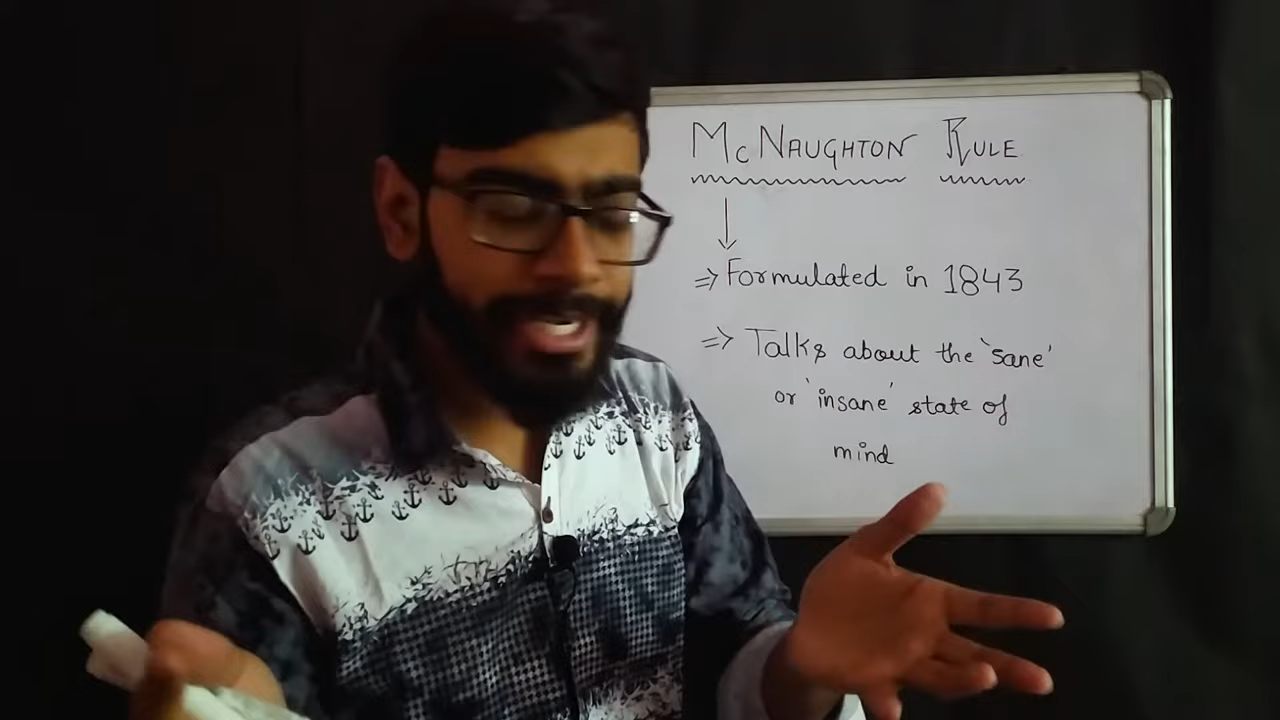 McNAUGHTON RULE
↓
⇒ Formulated in 1843
⇒ Talks about the `sane'
or `insane' state of
mind